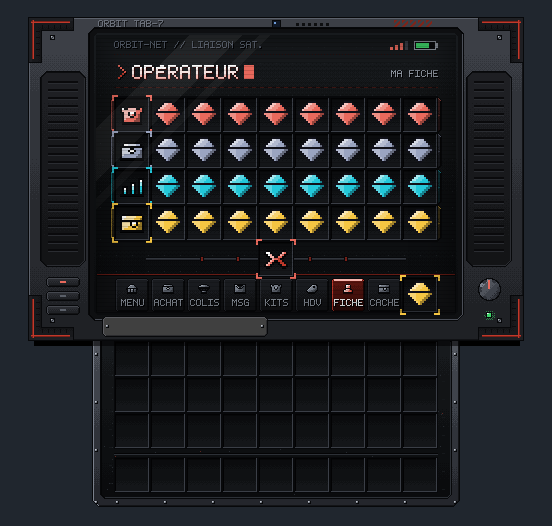 ORBIT TAB-7
ORBIT-NET // LIAISON SAT.
OPÉRATEUR
MA FICHE
MENU ACHAT COLIS MSG KITS HDV FICHE CACHE